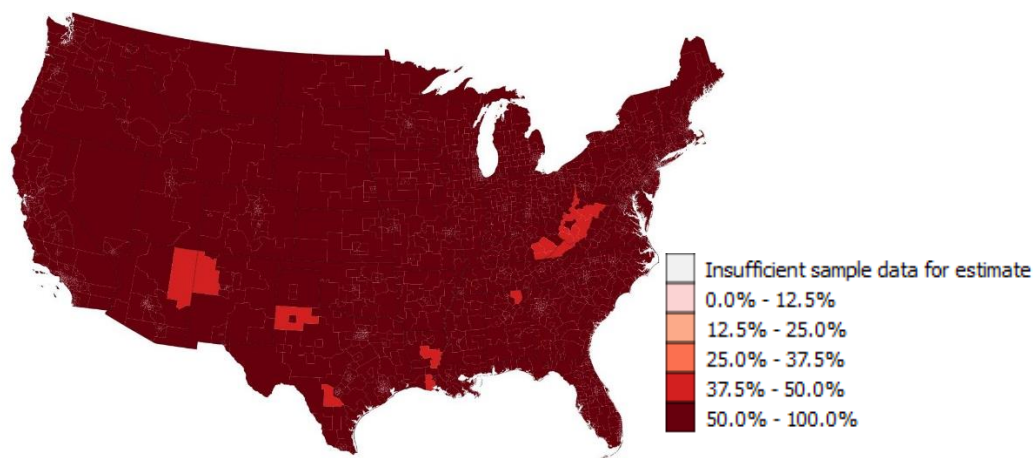 Insufficient sample data for estimate
0.0% - 12.5%
12.5% - 25.0%
25.0% - 37.5%
37.5% - 50.0%
50.0% - 100.0%